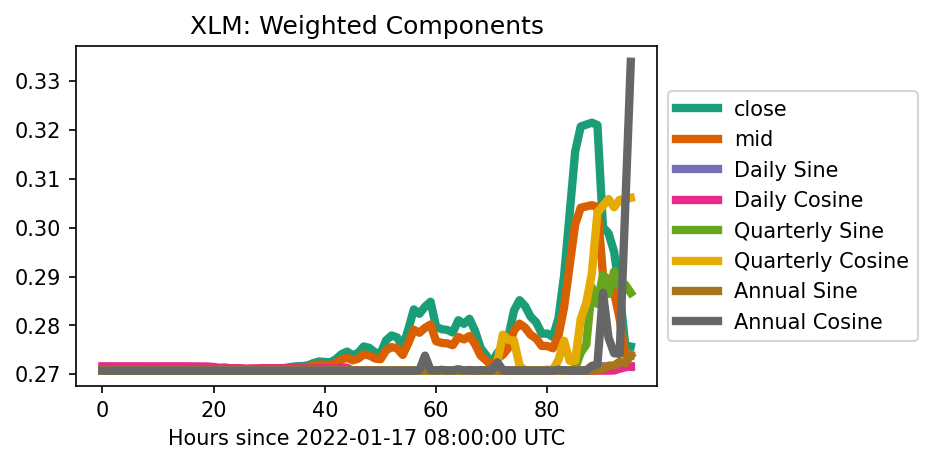 XLM: Weighted Components
0.33
0.32
0.31
0.30
0.29
0.28
0.27
0
20
40
60
80
Hours since 2022-01-17 08:00:00 UTC
close
mid
Daily Sine
Daily Cosine
Quarterly Sine
Quarterly Cosine
Annual Sine
Annual Cosine